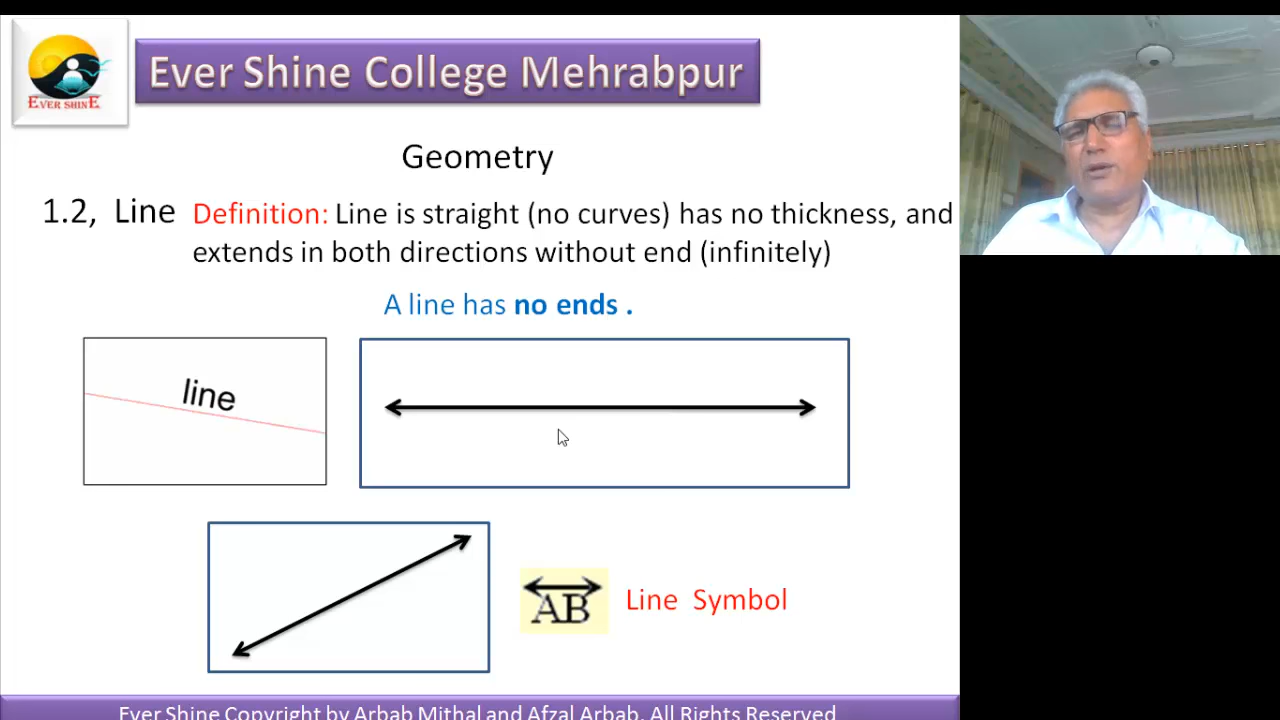 EVER SHINE
Ever Shine College Mehrabpur
Geometry
1.2, Line Definition: Line is straight (no curves) has no thickness, and
extends in both directions without end (infinitely)
A line has no ends .
line
AB Line Symbol
Ever Shine Copyright by Arbab Mithal and Afzal Arbab. All Rights Reserved